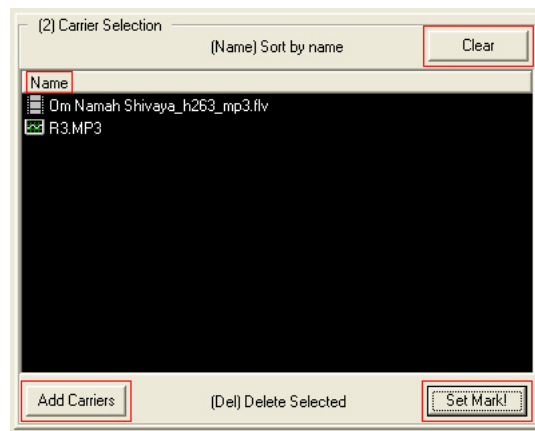 (2) Carrier Selection
(Name) Sort by name
Clear
Name
Om Namah Shivaya_h263_mp3.flv
R3.MP3
Add Carriers
(Del) Delete Selected
Set Mark!